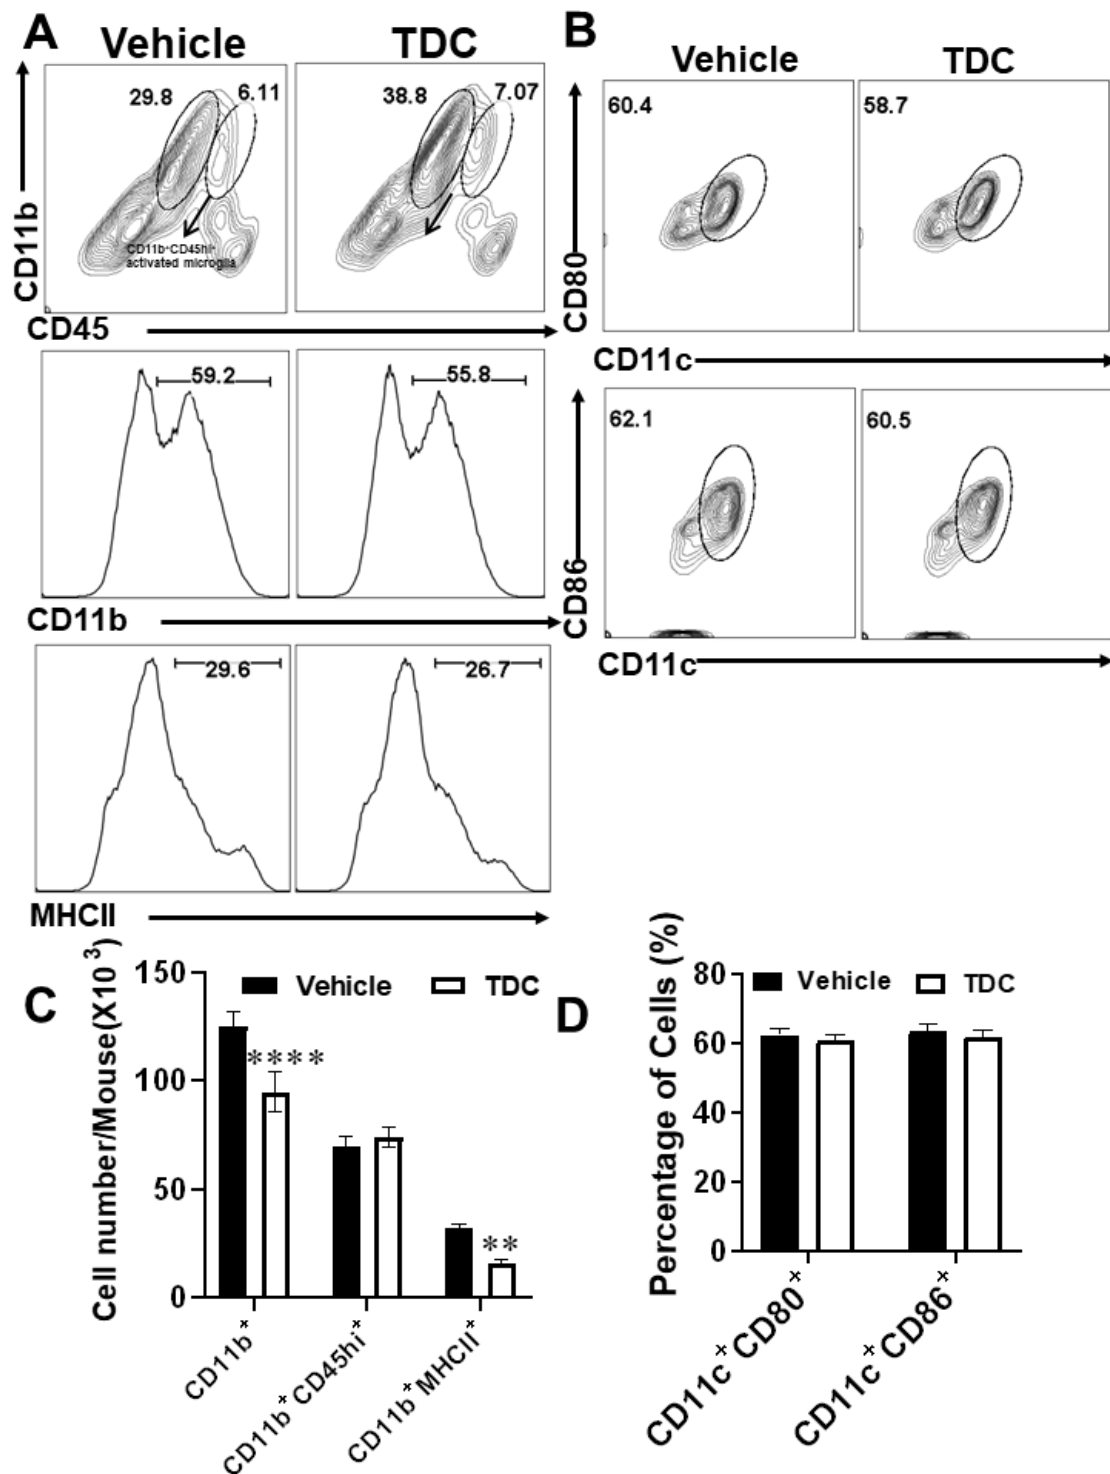 A
Vehicle
TDC
29.8
6.11
38.8
7.07
CD11b
CD11b+CD45hi+
activated microglia
CD45
59.2
55.8
CD11b
29.6
26.7
MHCII
B
Vehicle
TDC
60.4
58.7
CD80
CD11c
62.1
60.5
CD86
CD11c
C
Cell number/Mouse(X10³)
150
100
50
0
Vehicle
TDC
****
**
CD11b+
CD11b+CD45hi+
CD11b+MHCII+
D
Percentage of Cells (%)
80
60
40
20
0
Vehicle
TDC
CD11c+CD80+
CD11c+CD86+